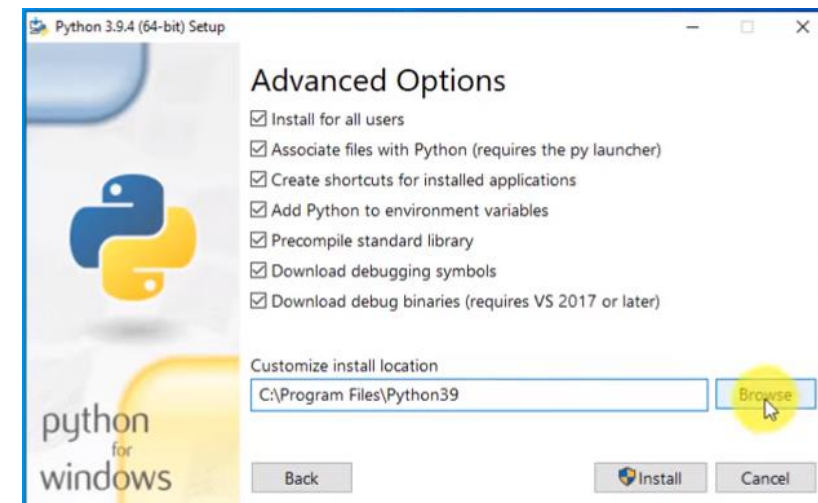 Python 3.9.4 (64-bit) Setup
Advanced Options
Install for all users
Associate files with Python (requires the py launcher)
Create shortcuts for installed applications
Add Python to environment variables
Precompile standard library
Download debugging symbols
Download debug binaries (requires VS 2017 or later)
Customize install location
C:\Program Files\Python39
Browse
python
for
windows
Back
Install
Cancel